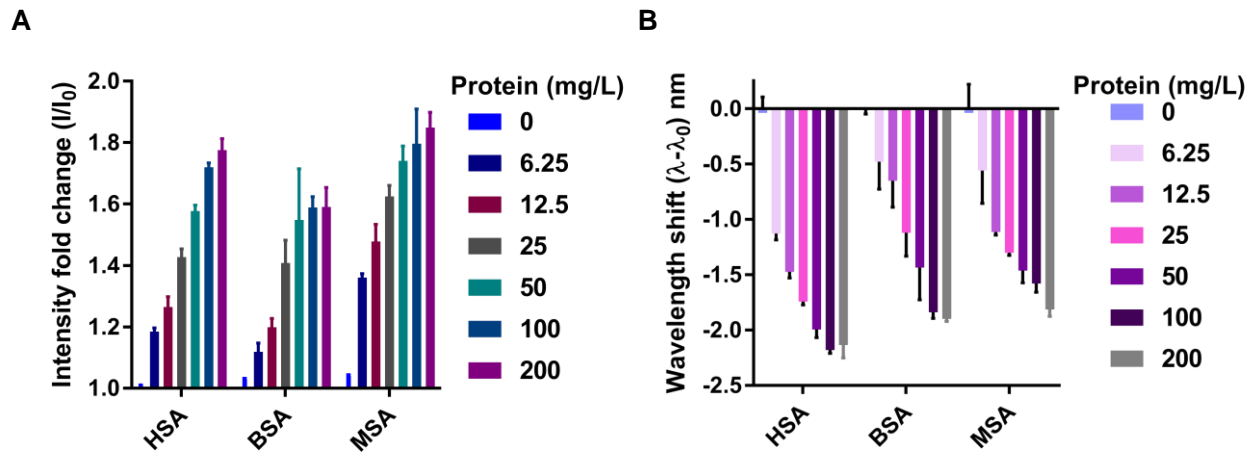 A
Intensity fold change (I/I0)
2.0
1.8
1.6
1.4
1.2
1.0
HSA
BSA
MSA
Protein (mg/L)
0
6.25
12.5
25
50
100
200
B
Wavelength shift (λ-λ0) nm
0.0
-0.5
-1.0
-1.5
-2.0
-2.5
HSA
BSA
MSA
Protein (mg/L)
0
6.25
12.5
25
50
100
200